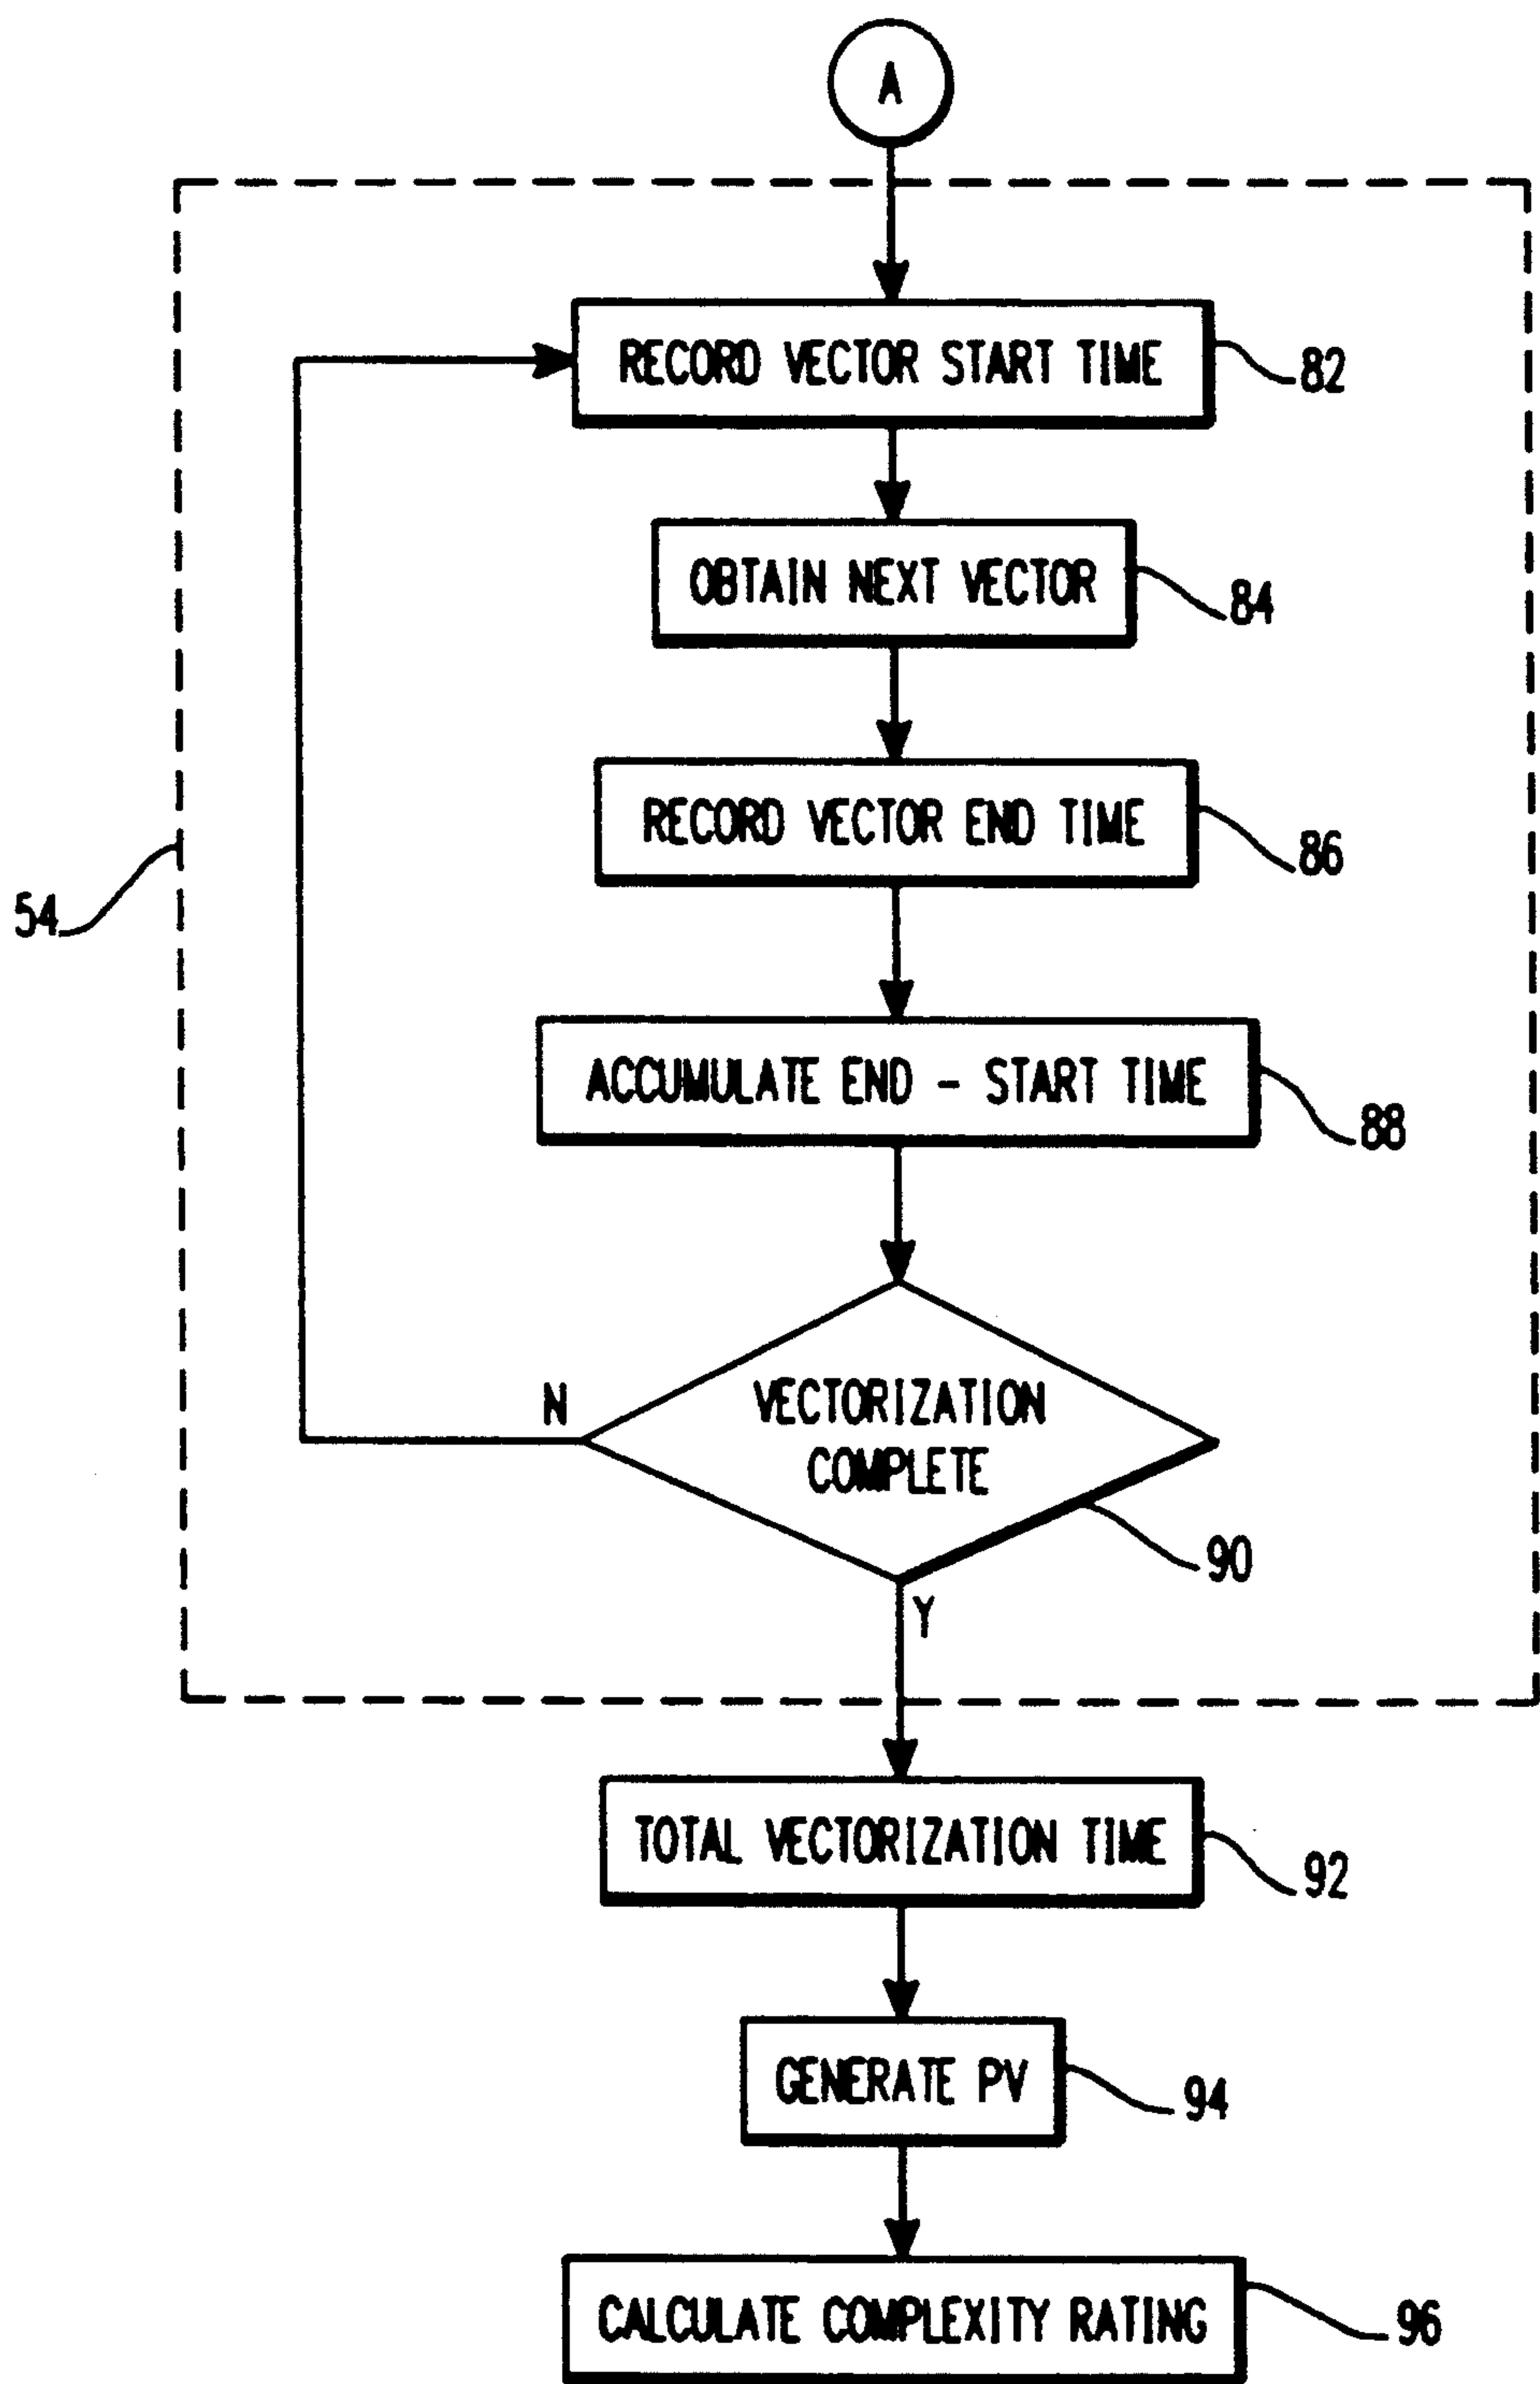 A
RECORD VECTOR START TIME
82
OBTAIN NEXT VECTOR
84
RECORD VECTOR END TIME
86
54
ACCUMULATE END - START TIME
88
N
VECTORIZATION
COMPLETE
90
Y
TOTAL VECTORIZATION TIME
92
GENERATE PV
94
CALCULATE COMPLEXITY RATING
96